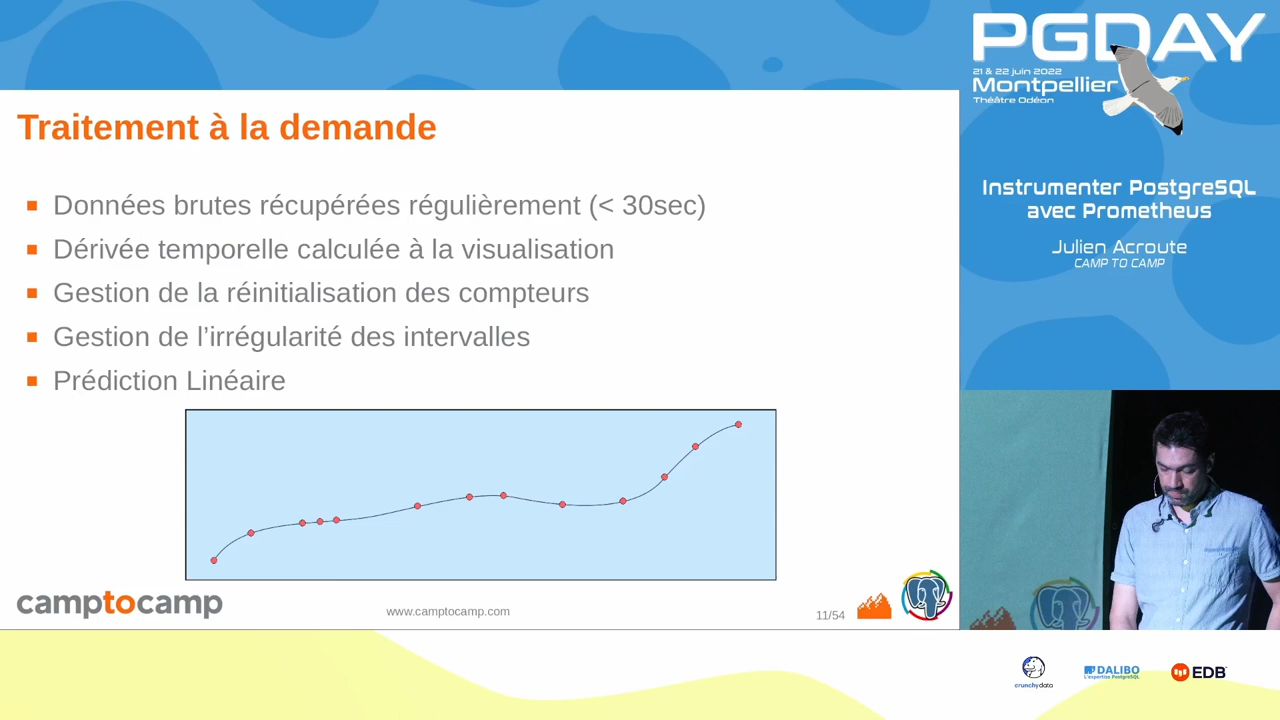 Traitement à la demande
Données brutes récupérées régulièrement (< 30sec)
Dérivée temporelle calculée à la visualisation
Gestion de la réinitialisation des compteurs
Gestion de l’irrégularité des intervalles
Prédiction Linéaire
camptocamp
www.camptocamp.com
11/54
PGDAY
21 & 22 juin 2022
Montpellier
Théâtre Odéon
Instrumenter PostgreSQL
avec Prometheus
Julien Acroute
CAMP TO CAMP
crunchydata
DALIBO
L'expertise PostgreSQL
EDB